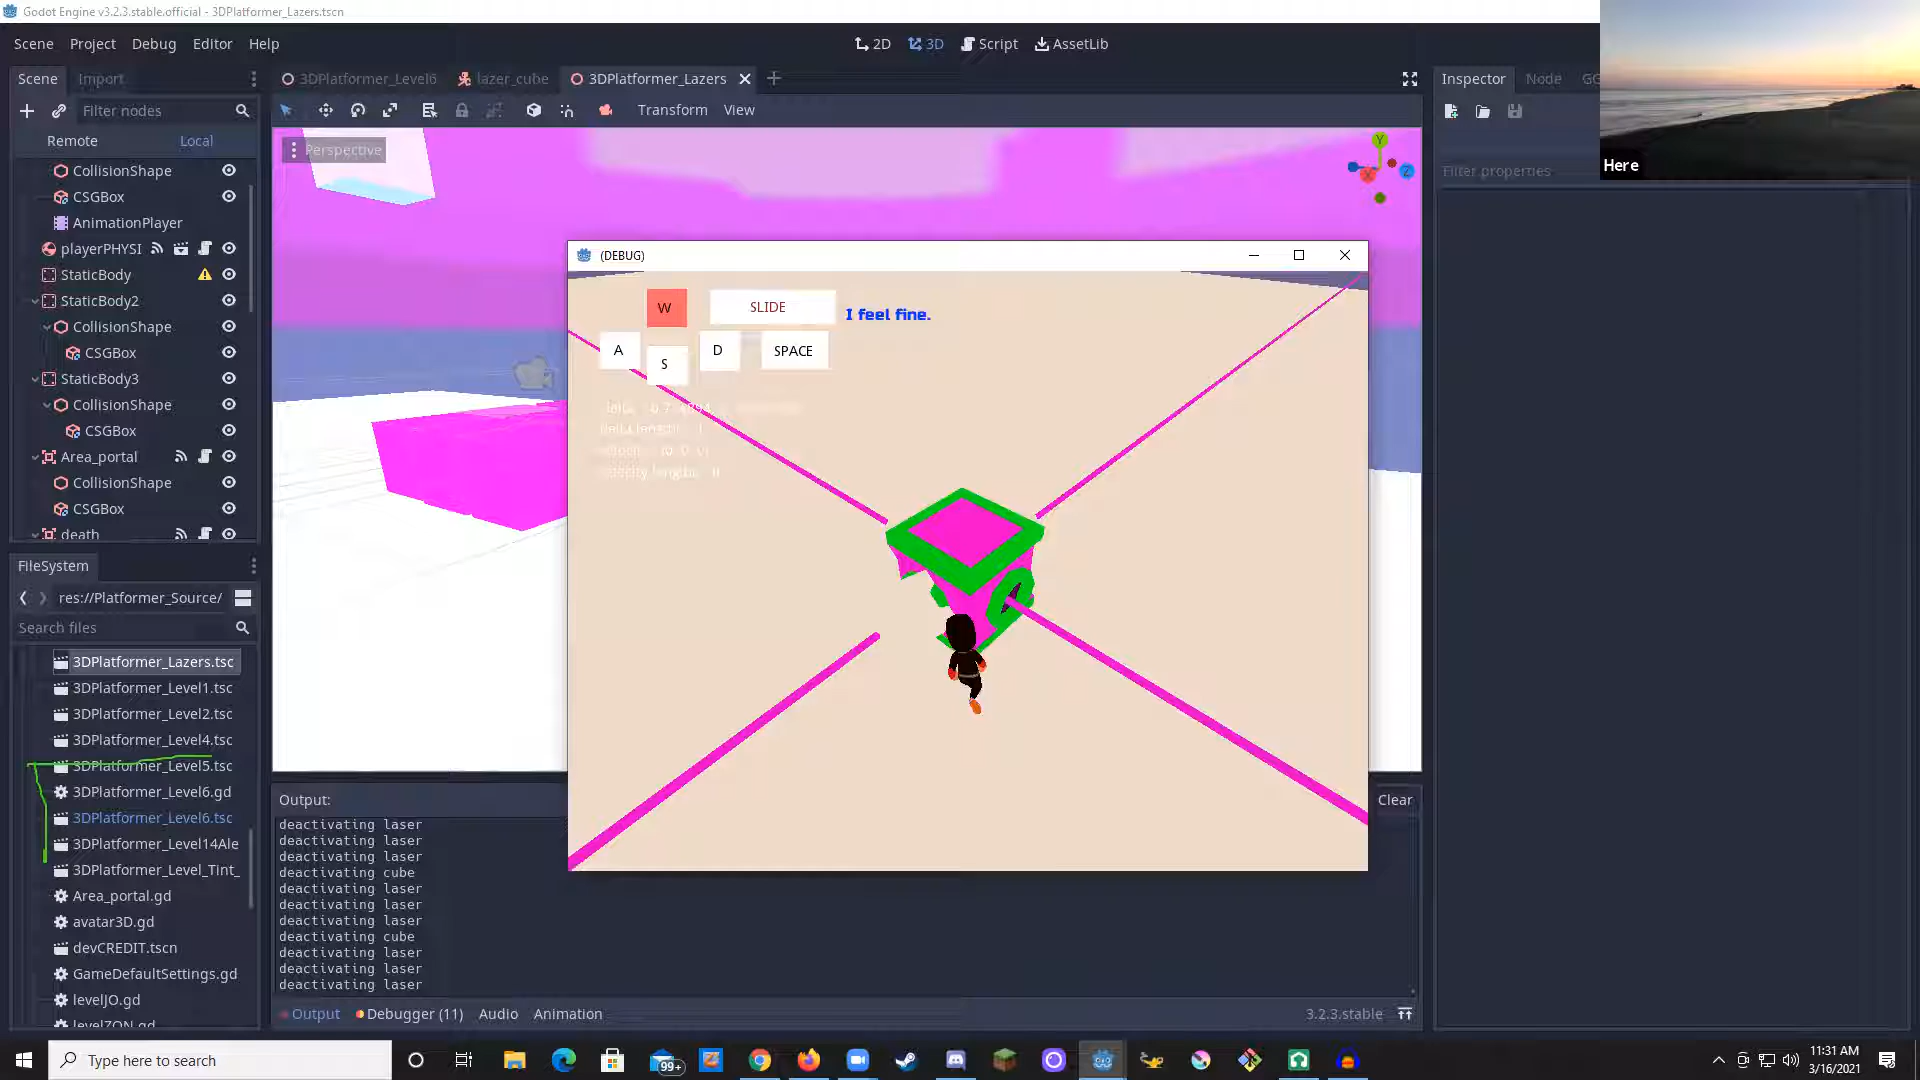 Godot Engine v3.2.3.stable.official - 3DPlatformer_Lazers.tscn
Scene Project Debug Editor Help
2D 3D Script AssetLib
Scene Import
3DPlatformer_Level6 lazer_cube 3DPlatformer_Lazers
Inspector Node
Filter nodes
Transform View
Remote Local
Perspective
Y
X
Z
Here
Filter properties
CollisionShape
CSGBox
AnimationPlayer
playerPHYSI
StaticBody
StaticBody2
CollisionShape
CSGBox
StaticBody3
CollisionShape
CSGBox
Area_portal
CollisionShape
CSGBox
death
(DEBUG)
W SLIDE
I feel fine.
A S D SPACE
FileSystem
res://Platformer_Source/
Search files
3DPlatformer_Lazers.tsc
3DPlatformer_Level1.tsc
3DPlatformer_Level2.tsc
3DPlatformer_Level4.tsc
3DPlatformer_Level5.tsc
3DPlatformer_Level6.gd
3DPlatformer_Level6.tsc
3DPlatformer_Level14Ale
3DPlatformer_Level_Tint_
Area_portal.gd
avatar3D.gd
devCREDIT.tscn
GameDefaultSettings.gd
levelJO.gd
levelZON.gd
Output:
Clear
deactivating laser
deactivating laser
deactivating laser
deactivating cube
deactivating laser
deactivating laser
deactivating laser
deactivating cube
deactivating laser
deactivating laser
deactivating laser
Output Debugger (11) Audio Animation
3.2.3.stable
Type here to search
99+
11:31 AM
3/16/2021